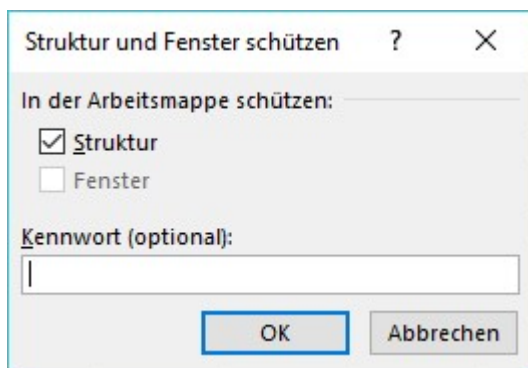 Struktur und Fenster schützen ? ×
In der Arbeitsmappe schützen:
Struktur
Fenster
Kennwort (optional):
OK Abbrechen